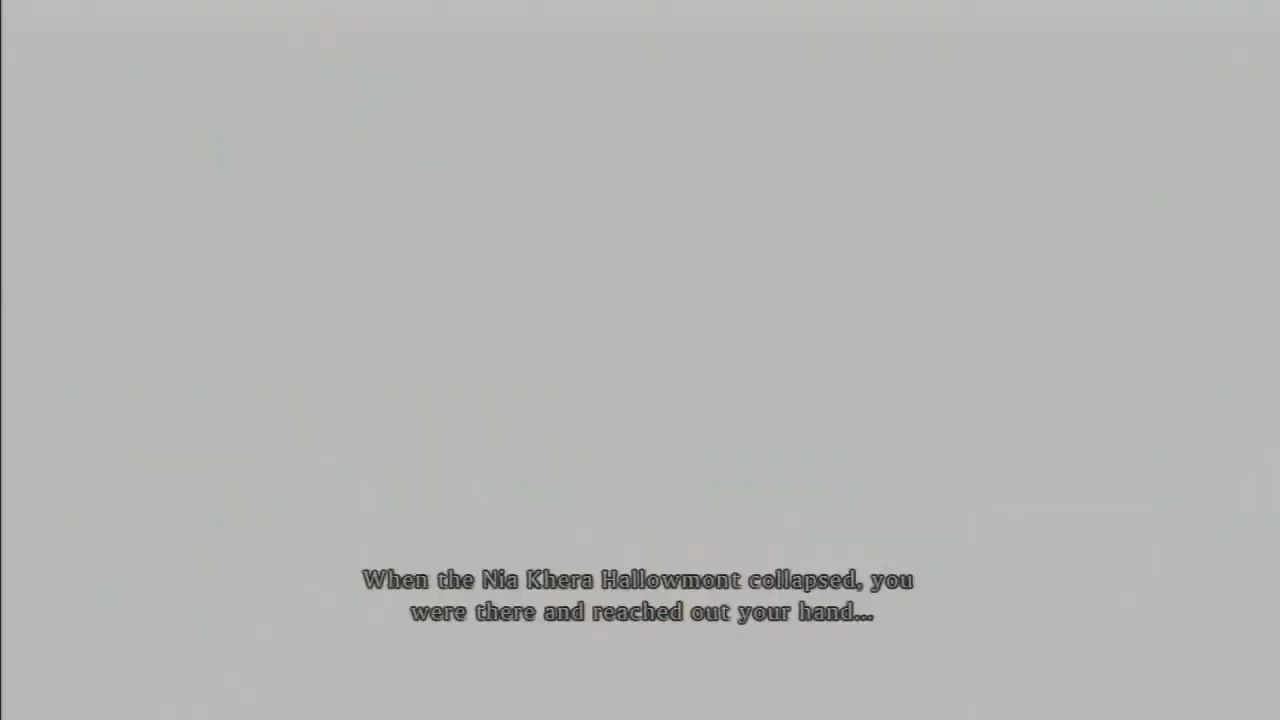 When the Nia Khera Hallowmont collapsed, you
were there and reached out your hand...